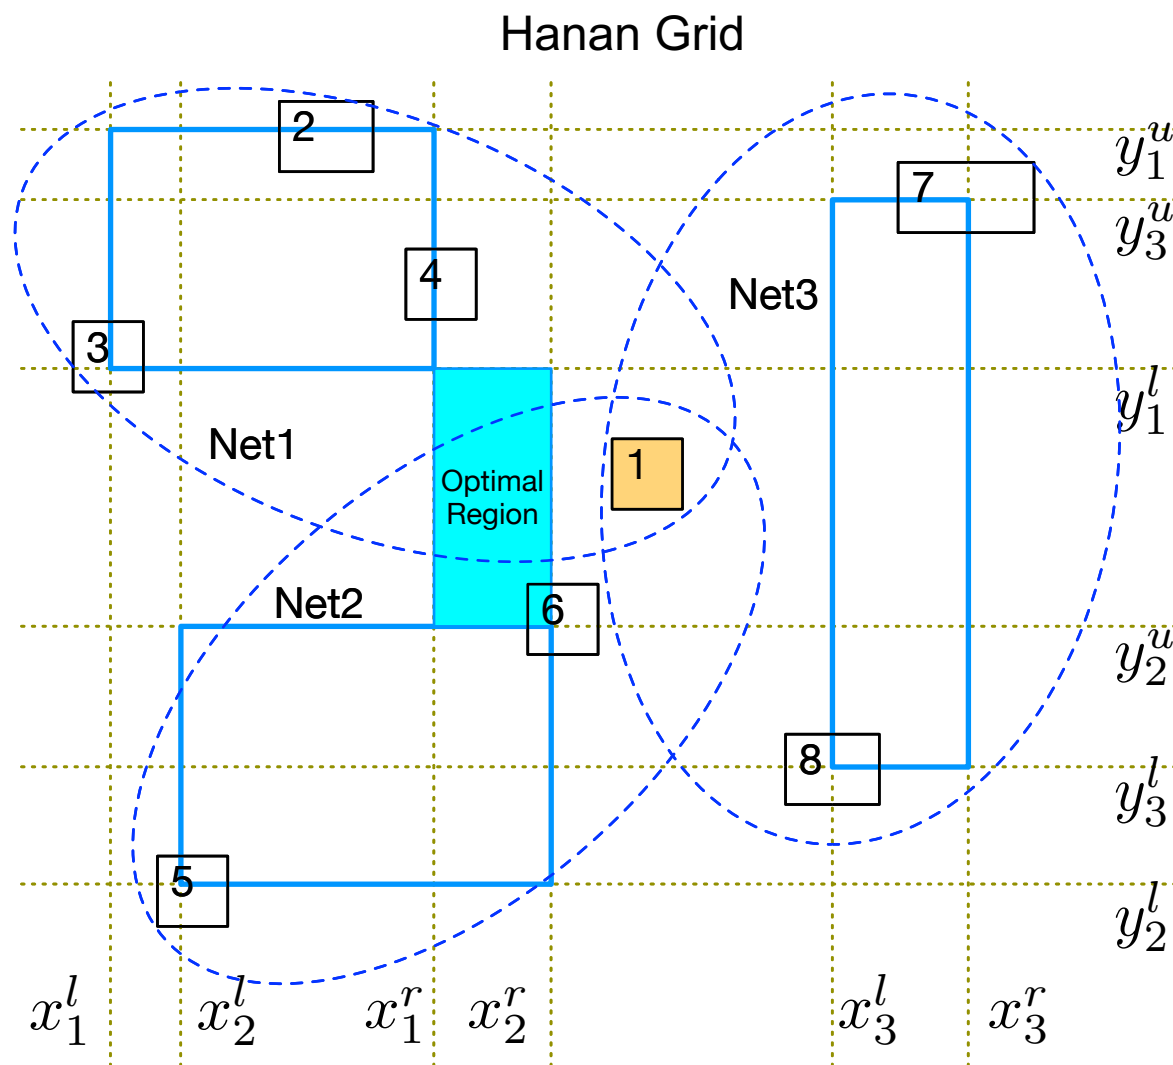 Hanan Grid
2
y_1^u
7
y_3^u
4
Net3
3
y_1^l
Net1
1
Optimal
Region
Net2
6
y_2^u
8
y_3^l
5
y_2^l
x_1^l x_2^l x_1^r x_2^r x_3^l x_3^r